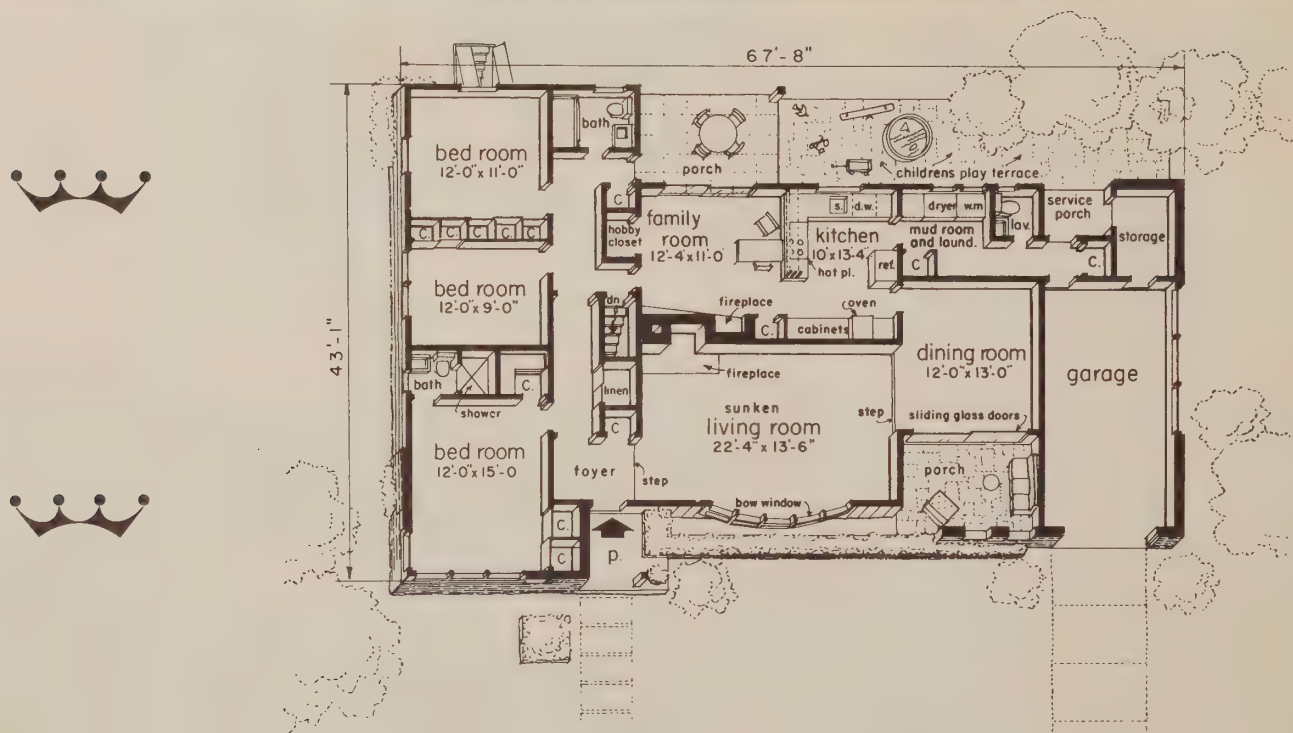 67'-8"
43'-1"
bed room
12'-0" x 11'-0"
bath
porch
childrens play terrace
C
hobby
closet
family
room
12'-4" x 11'-0
s.
d.w.
kitchen
10' x 13'-4
hot pl.
ref.
dryer
w.m
mud room
and laund.
C
lav.
service
porch
storage
C.
C.
C.
C.
C.
C.
bed room
12'-0" x 9'-0"
dn
fireplace
C.
oven
cabinets
fireplace
dining room
12'-0" x 13'-0"
garage
bath
shower
C.
linen
C
sunken
living room
22'-4" x 13'-6"
step
sliding glass doors
bed room
12'-0" x 15'-0
foyer
step
porch
bow window
C.
C.
p.